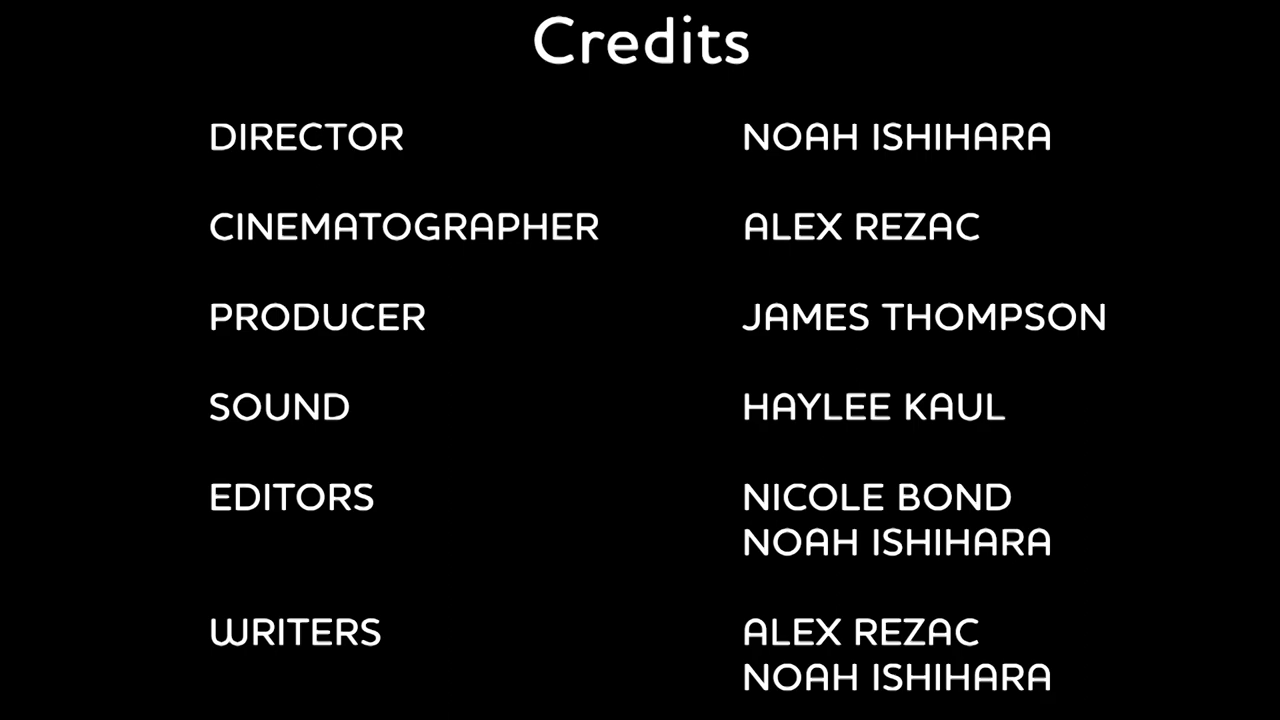 Credits
DIRECTOR NOAH ISHIHARA
CINEMATOGRAPHER ALEX REZAC
PRODUCER JAMES THOMPSON
SOUND HAYLEE KAUL
EDITORS NICOLE BOND
NOAH ISHIHARA
WRITERS ALEX REZAC
NOAH ISHIHARA